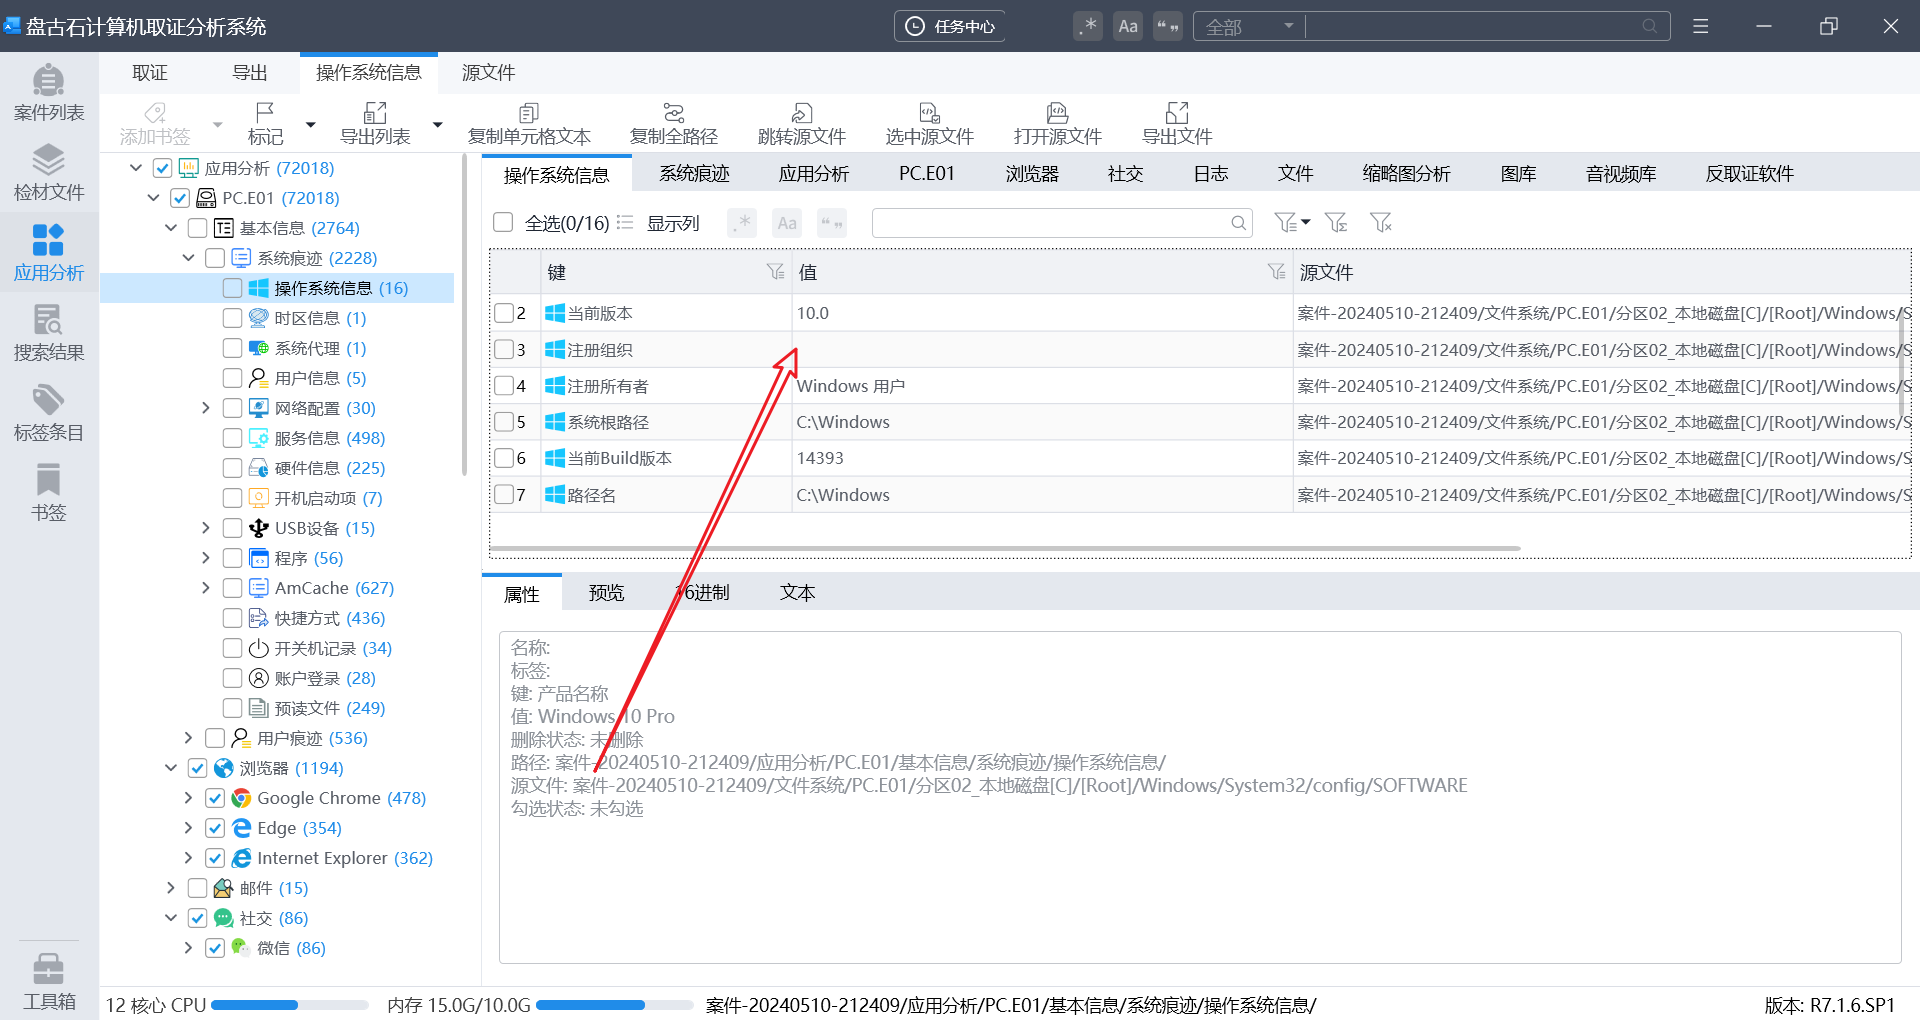 盘古石计算机取证分析系统
任务中心
.*
Aa
全部
案件列表
检材文件
应用分析
搜索结果
标签条目
书签
工具箱
取证
导出
操作系统信息
源文件
添加书签
标记
导出列表
复制单元格文本
复制全路径
跳转源文件
选中源文件
打开源文件
导出文件
应用分析 (72018)
PC.E01 (72018)
基本信息 (2764)
系统痕迹 (2228)
操作系统信息 (16)
时区信息 (1)
系统代理 (1)
用户信息 (5)
网络配置 (30)
服务信息 (498)
硬件信息 (225)
开机启动项 (7)
USB设备 (15)
程序 (56)
AmCache (627)
快捷方式 (436)
开关机记录 (34)
账户登录 (28)
预读文件 (249)
用户痕迹 (536)
浏览器 (1194)
Google Chrome (478)
Edge (354)
Internet Explorer (362)
邮件 (15)
社交 (86)
微信 (86)
操作系统信息
系统痕迹
应用分析
PC.E01
浏览器
社交
日志
文件
缩略图分析
图库
音视频库
反取证软件
全选(0/16)
显示列
.*
Aa
键
值
源文件
2 当前版本 10.0 案件-20240510-212409/文件系统/PC.E01/分区02_本地磁盘[C]/[Root]/Windows/S
3 注册组织 案件-20240510-212409/文件系统/PC.E01/分区02_本地磁盘[C]/[Root]/Windows/S
4 注册所有者 Windows 用户 案件-20240510-212409/文件系统/PC.E01/分区02_本地磁盘[C]/[Root]/Windows/S
5 系统根路径 C:\Windows 案件-20240510-212409/文件系统/PC.E01/分区02_本地磁盘[C]/[Root]/Windows/S
6 当前Build版本 14393 案件-20240510-212409/文件系统/PC.E01/分区02_本地磁盘[C]/[Root]/Windows/S
7 路径名 C:\Windows 案件-20240510-212409/文件系统/PC.E01/分区02_本地磁盘[C]/[Root]/Windows/S
属性
预览
16进制
文本
名称:
标签:
键: 产品名称
值: Windows 10 Pro
删除状态: 未删除
路径: 案件-20240510-212409/应用分析/PC.E01/基本信息/系统痕迹/操作系统信息/
源文件: 案件-20240510-212409/文件系统/PC.E01/分区02_本地磁盘[C]/[Root]/Windows/System32/config/SOFTWARE
勾选状态: 未勾选
12 核心 CPU
内存 15.0G/10.0G
案件-20240510-212409/应用分析/PC.E01/基本信息/系统痕迹/操作系统信息/
版本: R7.1.6.SP1